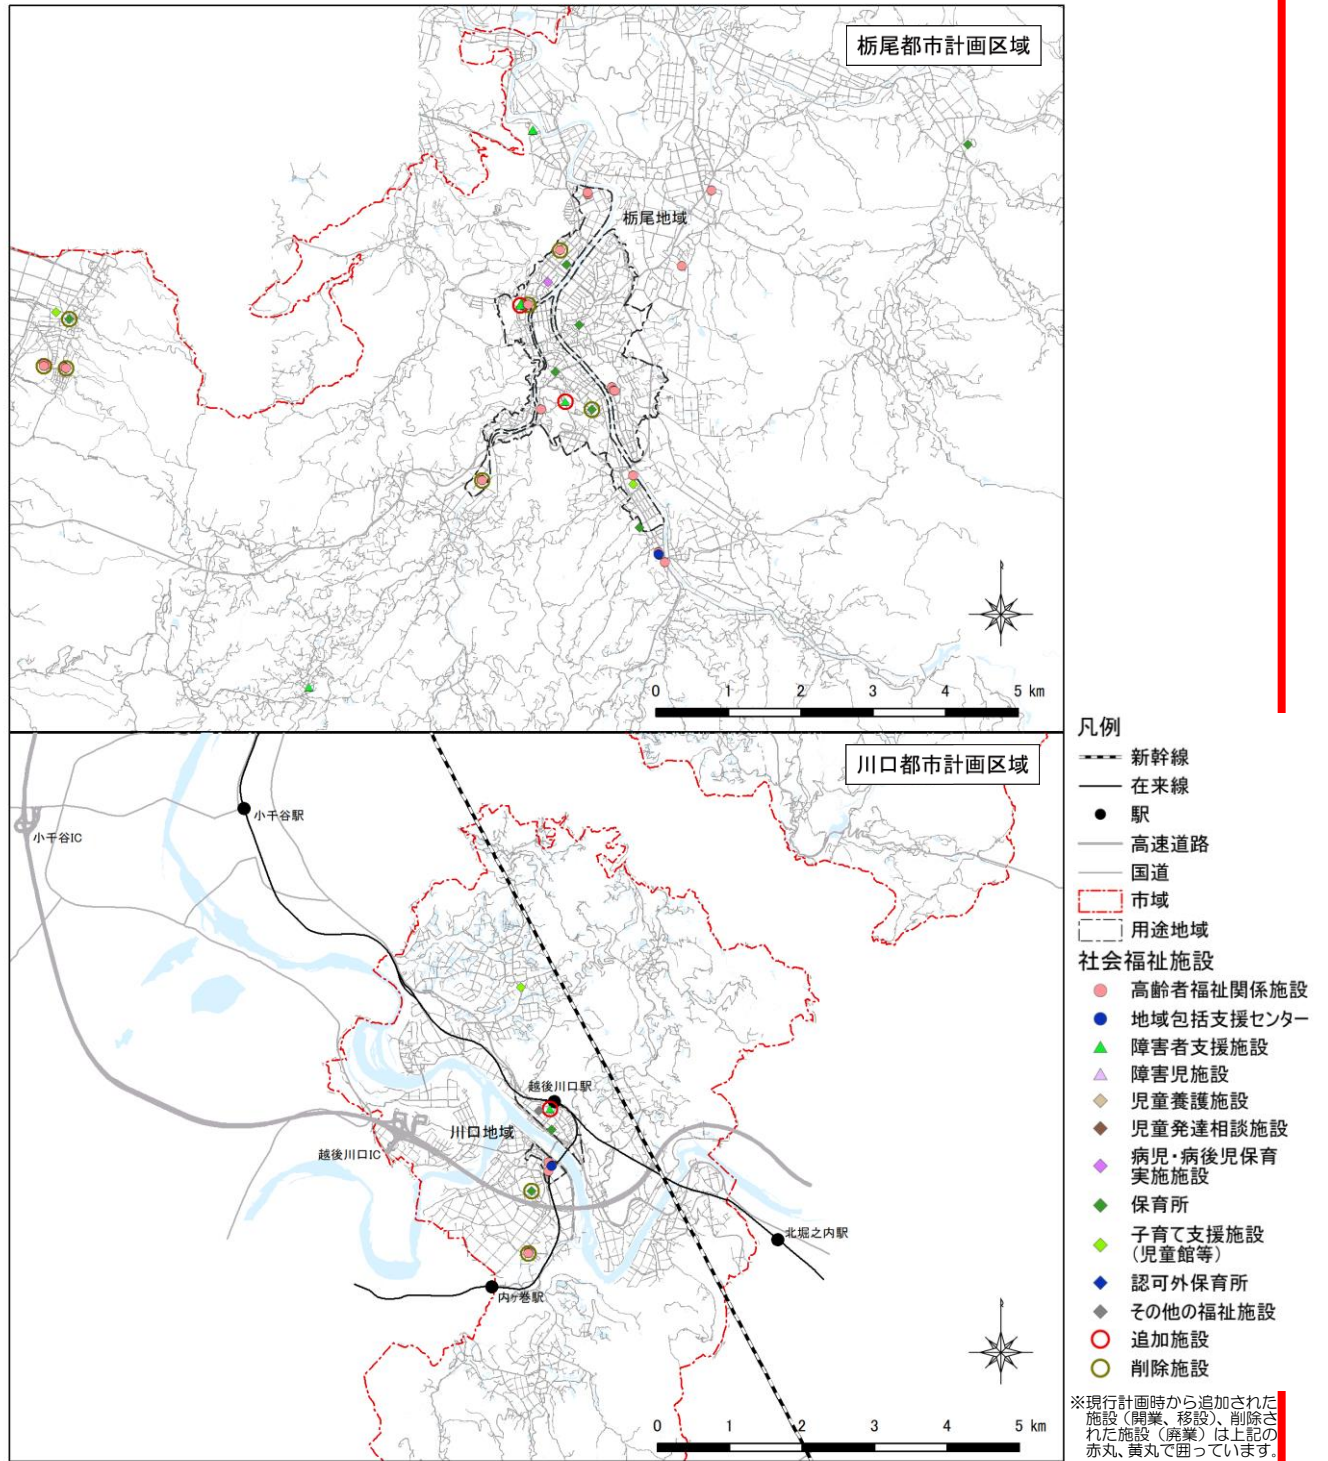 栃尾都市計画区域
栃尾地域
0 1 2 3 4 5 km
川口都市計画区域
小千谷駅
小千谷IC
越後川口駅
川口地域
越後川口IC
北堀之内駅
内ヶ巻駅
0 1 2 3 4 5 km
凡例
新幹線
在来線
駅
高速道路
国道
市域
用途地域
社会福祉施設
高齢者福祉関係施設
地域包括支援センター
障害者支援施設
障害児施設
児童養護施設
児童発達相談施設
病児・病後児保育
実施施設
保育所
子育て支援施設
(児童館等)
認可外保育所
その他の福祉施設
追加施設
削除施設
※現行計画時から追加された
施設（開業、移設）、削除さ
れた施設（廃業）は上記の
赤丸、黄丸で囲っています。